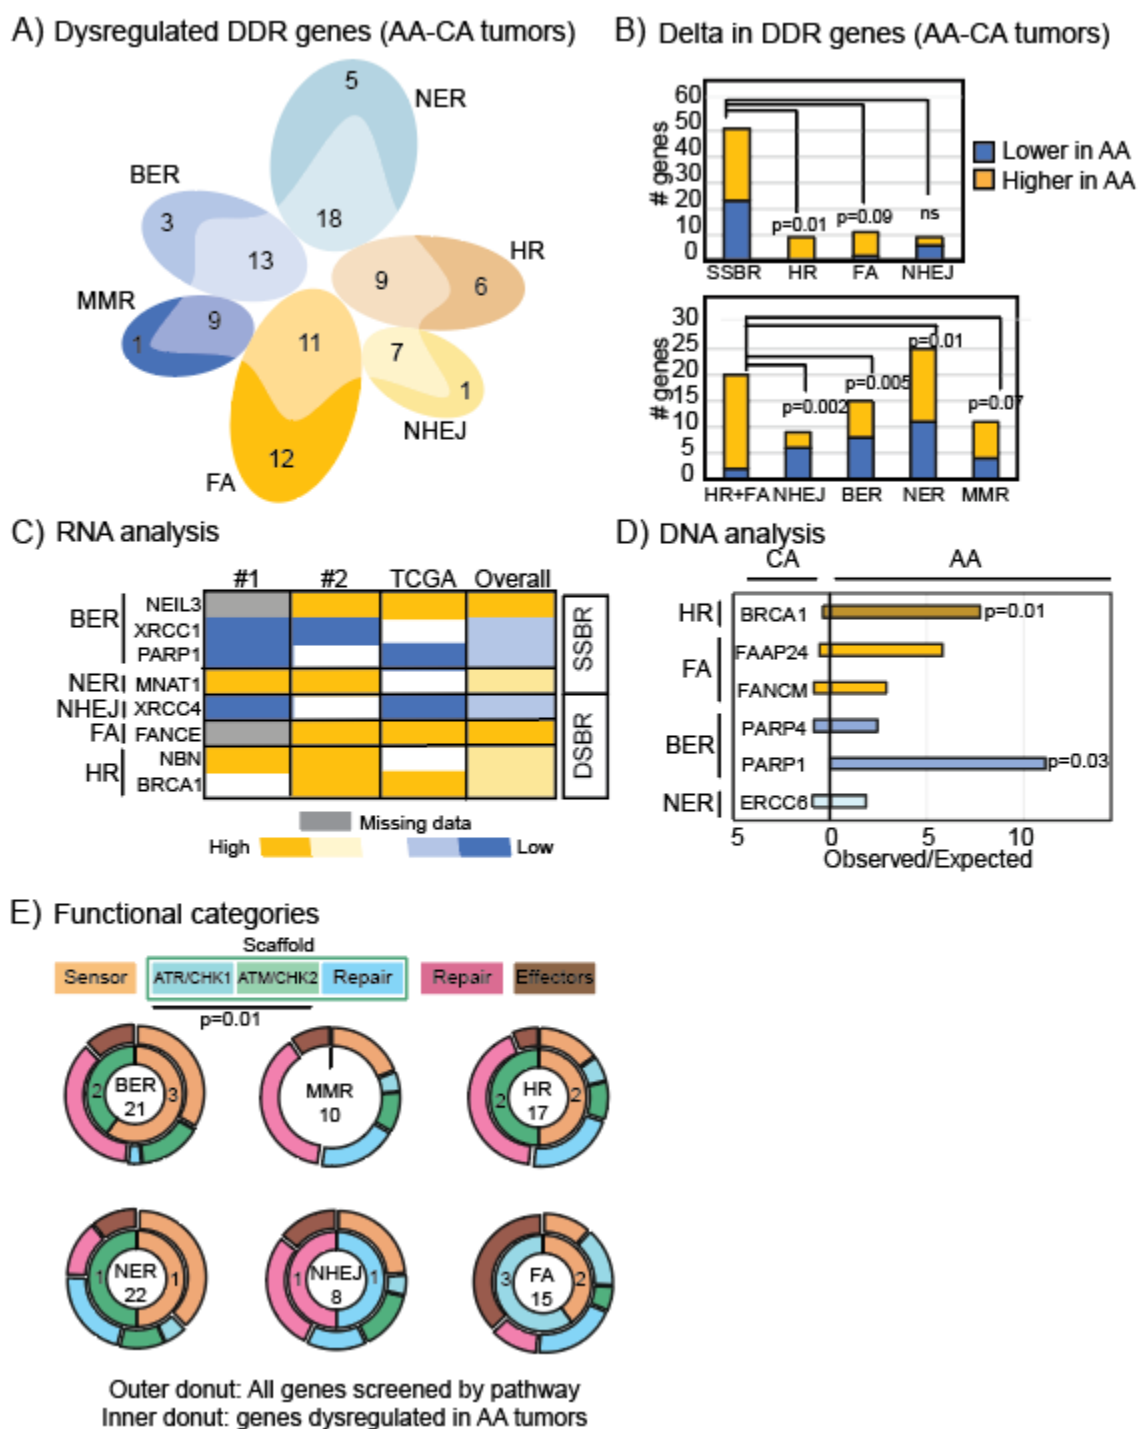 A) Dysregulated DDR genes (AA-CA tumors)
5
NER
18
BER
3
13
HR
9
6
MMR
1
9
11
7
1
NHEJ
12
FA
B) Delta in DDR genes (AA-CA tumors)
# genes
60
50
40
30
20
10
0
p=0.01
p=0.09
ns
SSBR HR FA NHEJ
Lower in AA
Higher in AA
# genes
30
25
20
15
10
5
0
p=0.002
p=0.005
p=0.01
p=0.07
HR+FA NHEJ BER NER MMR
C) RNA analysis
#1 #2 TCGA Overall
BER
NEIL3
XRCC1
PARP1
NER MNAT1
NHEJ XRCC4
FA FANCE
HR
NBN
BRCA1
SSBR
DSBR
Missing data
High
Low
D) DNA analysis
CA AA
HR BRCA1 p=0.01
FA
FAAP24
FANCM
BER
PARP4
PARP1 p=0.03
NER ERCC6
5 0 5 10
Observed/Expected
E) Functional categories
Scaffold
Sensor ATR/CHK1 ATM/CHK2 Repair Repair Effectors
p=0.01
BER
21
2
3
MMR
10
HR
17
2
2
NER
22
1
1
NHEJ
8
1
1
FA
15
3
2
Outer donut: All genes screened by pathway
Inner donut: genes dysregulated in AA tumors